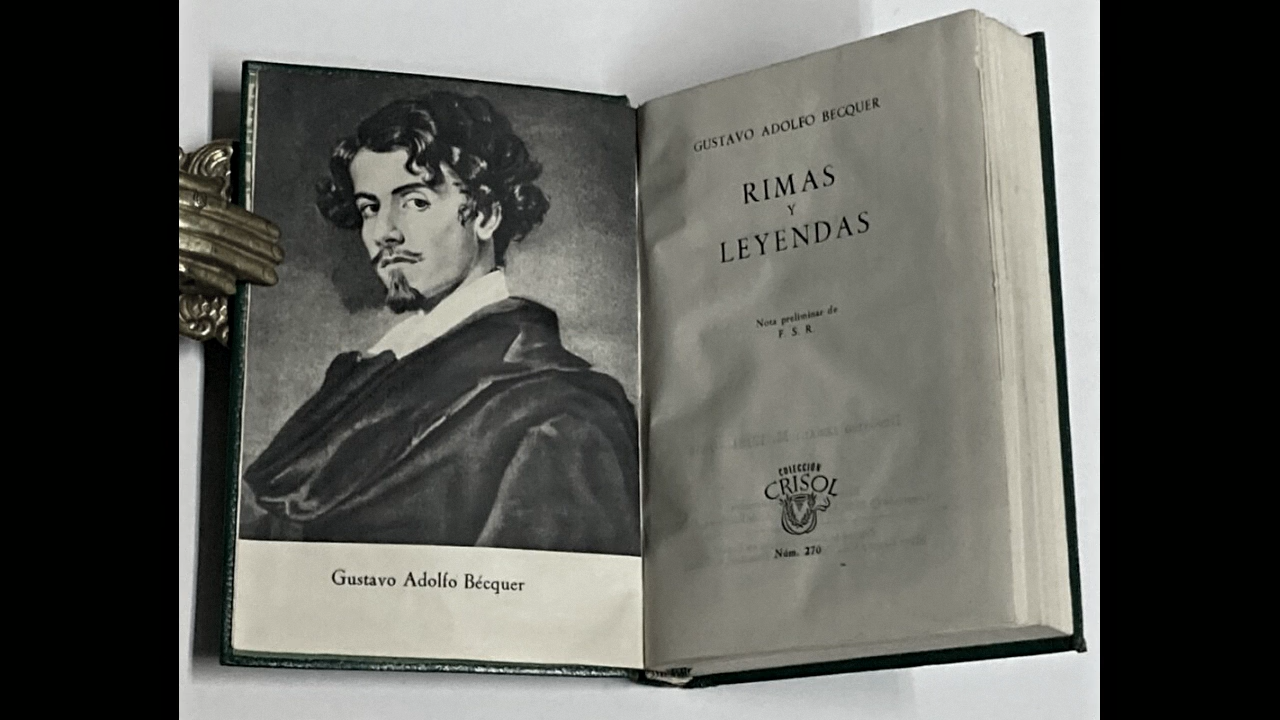 Gustavo Adolfo Bécquer
GUSTAVO ADOLFO BECQUER
RIMAS
Y
LEYENDAS
Nota preliminar de
F. S. R.
COLECCIÓN
CRISOL
Núm. 270